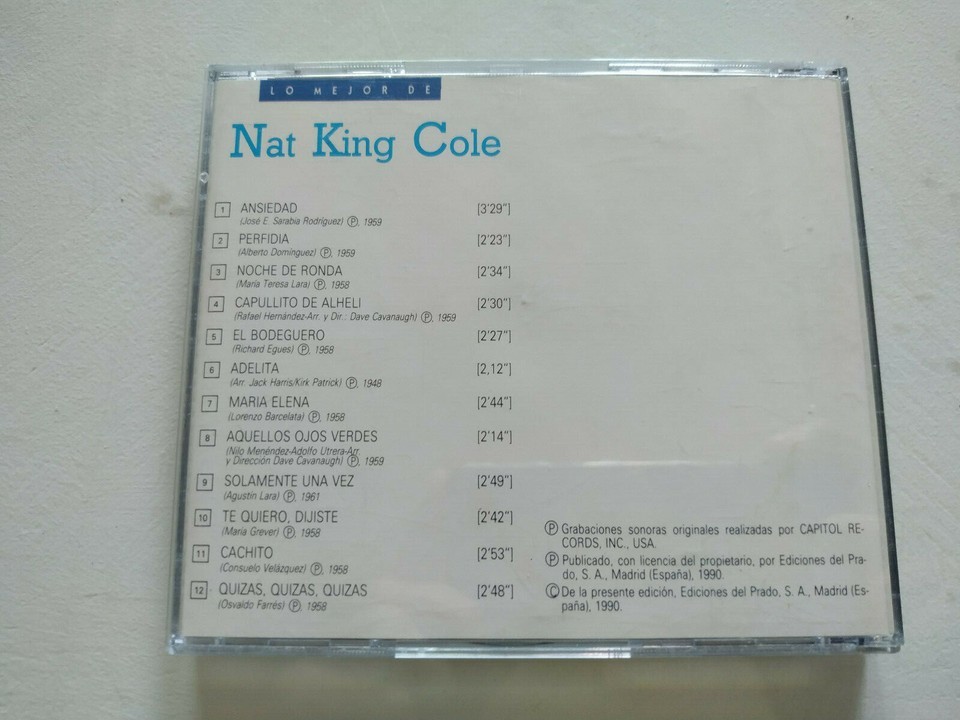 LO MEJOR DE
Nat King Cole
1 ANSIEDAD [3'29"]
(José E. Sarabia Rodríguez) Ⓟ, 1959
2 PERFIDIA [2'23"]
(Alberto Domínguez) Ⓟ, 1959
3 NOCHE DE RONDA [2'34"]
(María Teresa Lara) Ⓟ, 1958
4 CAPULLITO DE ALHELI [2'30"]
(Rafael Hernández-Arr. y Dir.: Dave Cavanaugh) Ⓟ, 1959
5 EL BODEGUERO [2'27"]
(Richard Egues) Ⓟ, 1958
6 ADELITA [2,12"]
(Arr. Jack Harris/Kirk Patrick) Ⓟ, 1948
7 MARIA ELENA [2'44"]
(Lorenzo Barcelata) Ⓟ, 1958
8 AQUELLOS OJOS VERDES [2'14"]
(Nilo Menéndez-Adolfo Utrera-Arr.
y Dirección Dave Cavanaugh) Ⓟ, 1959
9 SOLAMENTE UNA VEZ [2'49"]
(Agustín Lara) Ⓟ, 1961
10 TE QUIERO, DIJISTE [2'42"]
(María Grever) Ⓟ, 1958
11 CACHITO [2'53"]
(Consuelo Velázquez) Ⓟ, 1958
12 QUIZAS, QUIZAS, QUIZAS [2'48"]
(Osvaldo Farrés) Ⓟ, 1958
Ⓟ Grabaciones sonoras originales realizadas por CAPITOL RE-
CORDS, INC., USA.
Ⓟ Publicado, con licencia del propietario, por Ediciones del Pra-
do, S. A., Madrid (España), 1990.
Ⓒ De la presente edición, Ediciones del Prado, S. A., Madrid (Es-
paña), 1990.